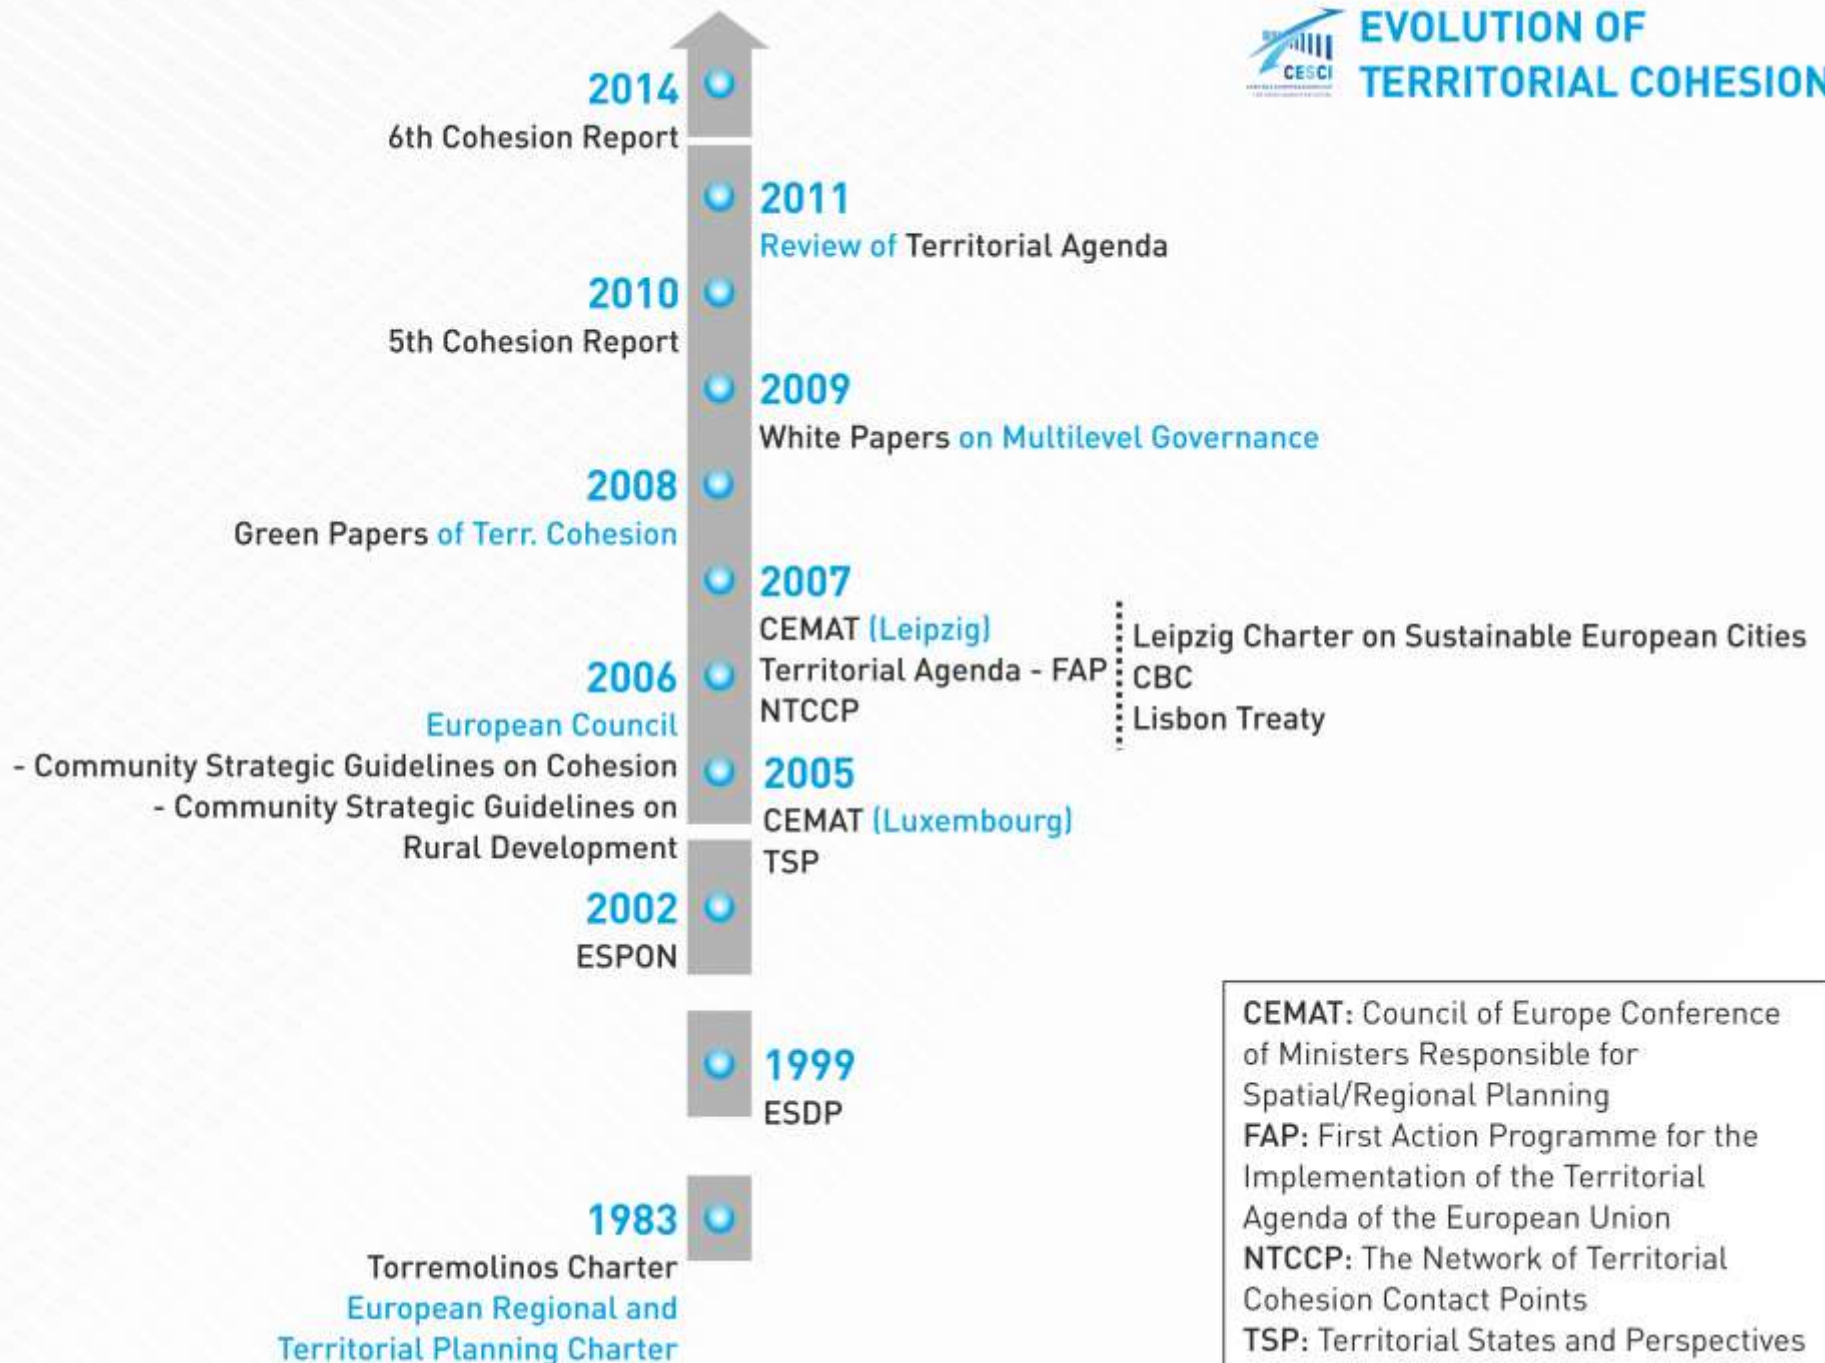 CESCI
EVOLUTION OF
TERRITORIAL COHESION
2014
6th Cohesion Report
2011
Review of Territorial Agenda
2010
5th Cohesion Report
2009
White Papers on Multilevel Governance
2008
Green Papers of Terr. Cohesion
2007
CEMAT (Leipzig)
Territorial Agenda - FAP
NTCCP
Leipzig Charter on Sustainable European Cities
CBC
Lisbon Treaty
2006
European Council
- Community Strategic Guidelines on Cohesion
- Community Strategic Guidelines on
Rural Development
2005
CEMAT (Luxembourg)
TSP
2002
ESPON
1999
ESDP
1983
Torremolinos Charter
European Regional and
Territorial Planning Charter
CEMAT: Council of Europe Conference
of Ministers Responsible for
Spatial/Regional Planning
FAP: First Action Programme for the
Implementation of the Territorial
Agenda of the European Union
NTCCP: The Network of Territorial
Cohesion Contact Points
TSP: Territorial States and Perspectives